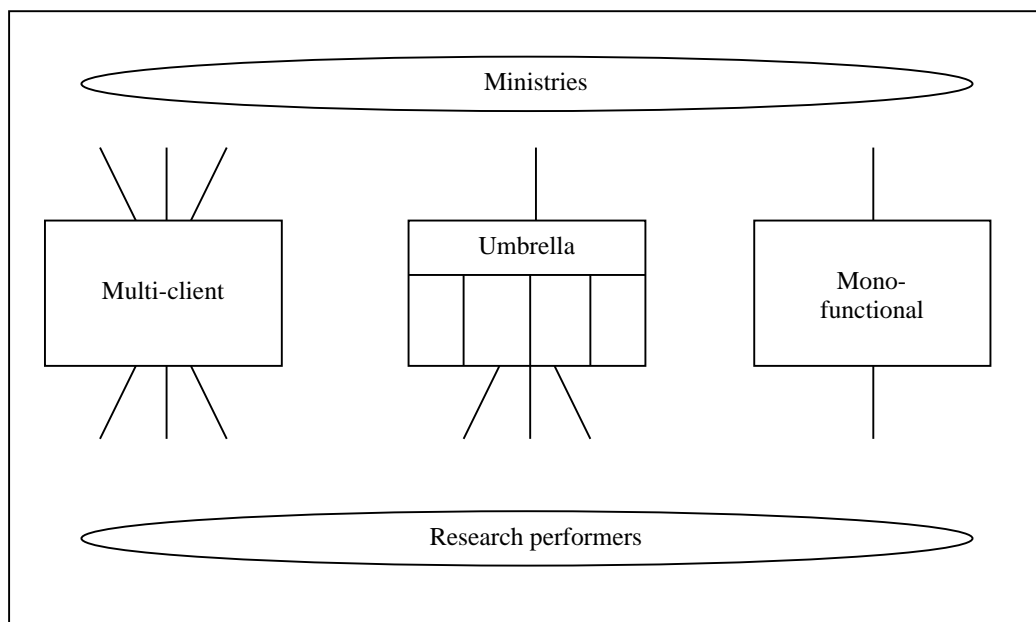 Ministries
Umbrella
Multi-client
Mono-
functional
Research performers